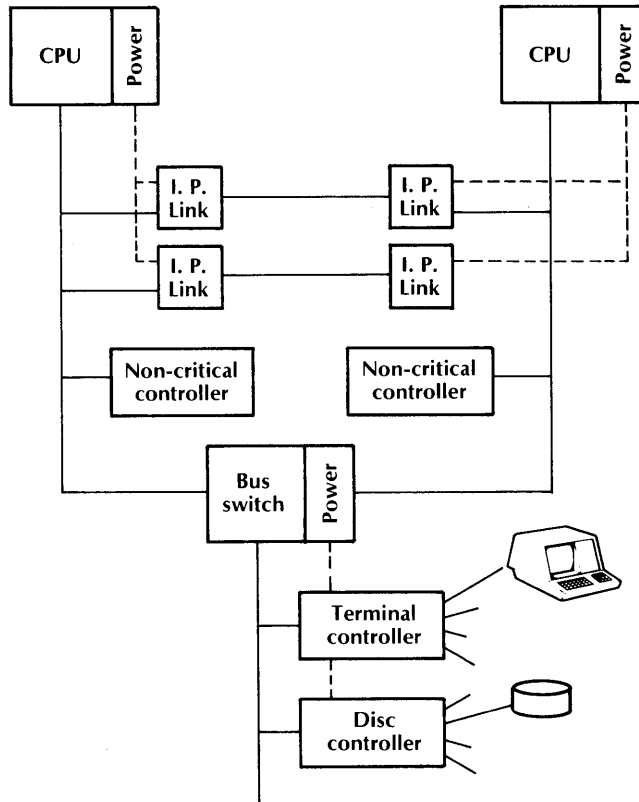 CPU
Power
CPU
Power
I. P.
Link
I. P.
Link
I. P.
Link
I. P.
Link
Non-critical
controller
Non-critical
controller
Bus
switch
Power
Terminal
controller
Disc
controller